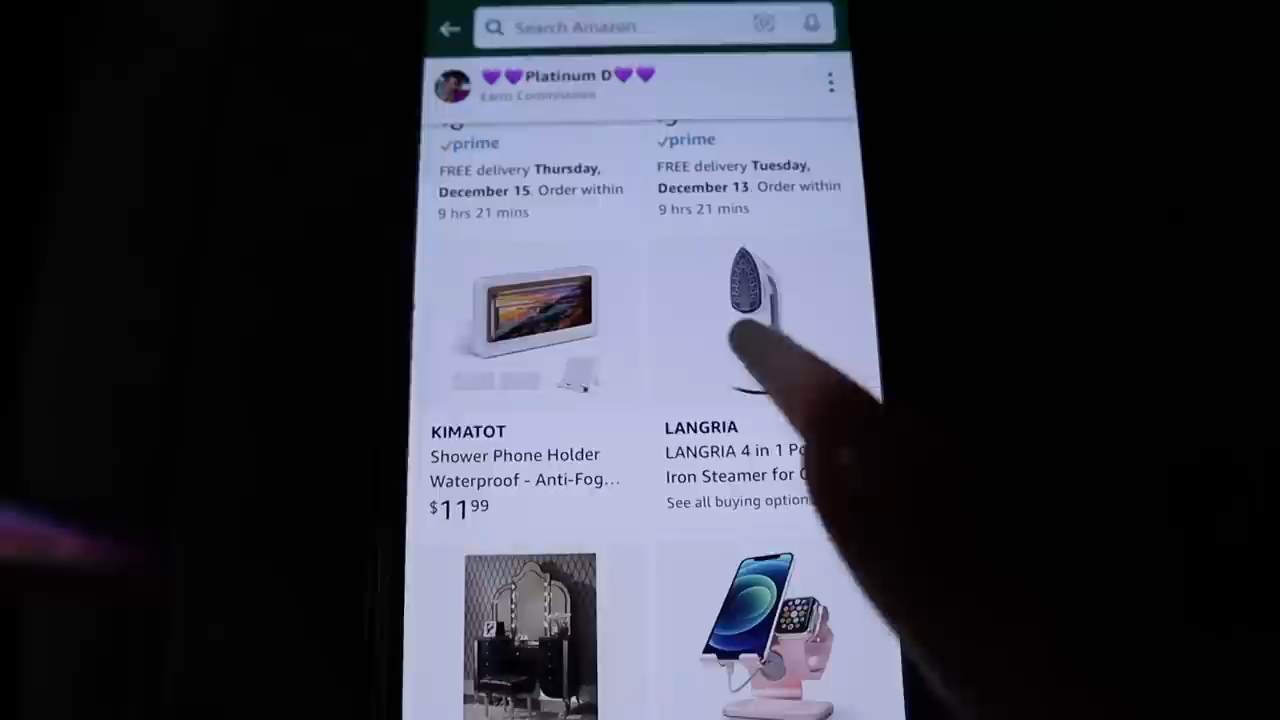 Search Amazon
💜💜Platinum D💜💜
Earns Commissions
prime
FREE delivery Thursday,
December 15. Order within
9 hrs 21 mins
prime
FREE delivery Tuesday,
December 13. Order within
9 hrs 21 mins
KIMATOT
Shower Phone Holder
Waterproof - Anti-Fog...
$11 99
LANGRIA
LANGRIA 4 in 1
Iron Steamer for
See all buying option